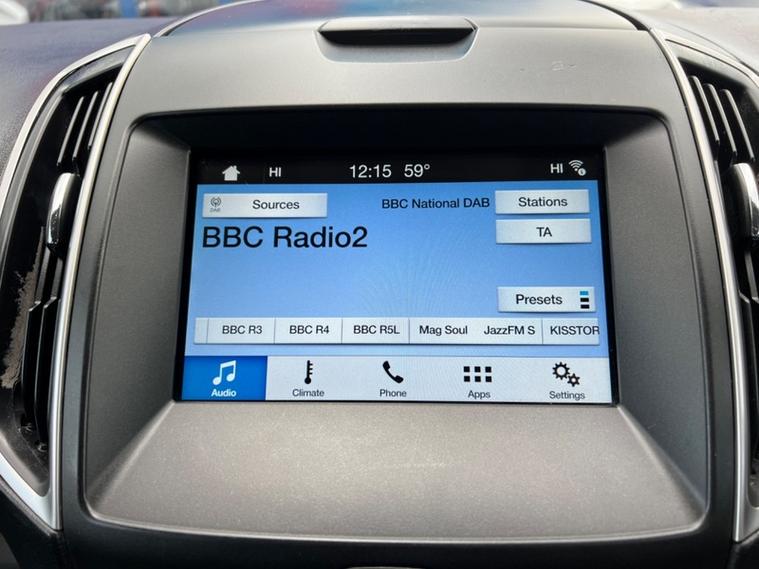 HI 12:15 59° HI
DAB Sources BBC National DAB Stations
BBC Radio2 TA
Presets
BBC R3 BBC R4 BBC R5L Mag Soul JazzFM S KISSTOR
Audio Climate Phone Apps Settings